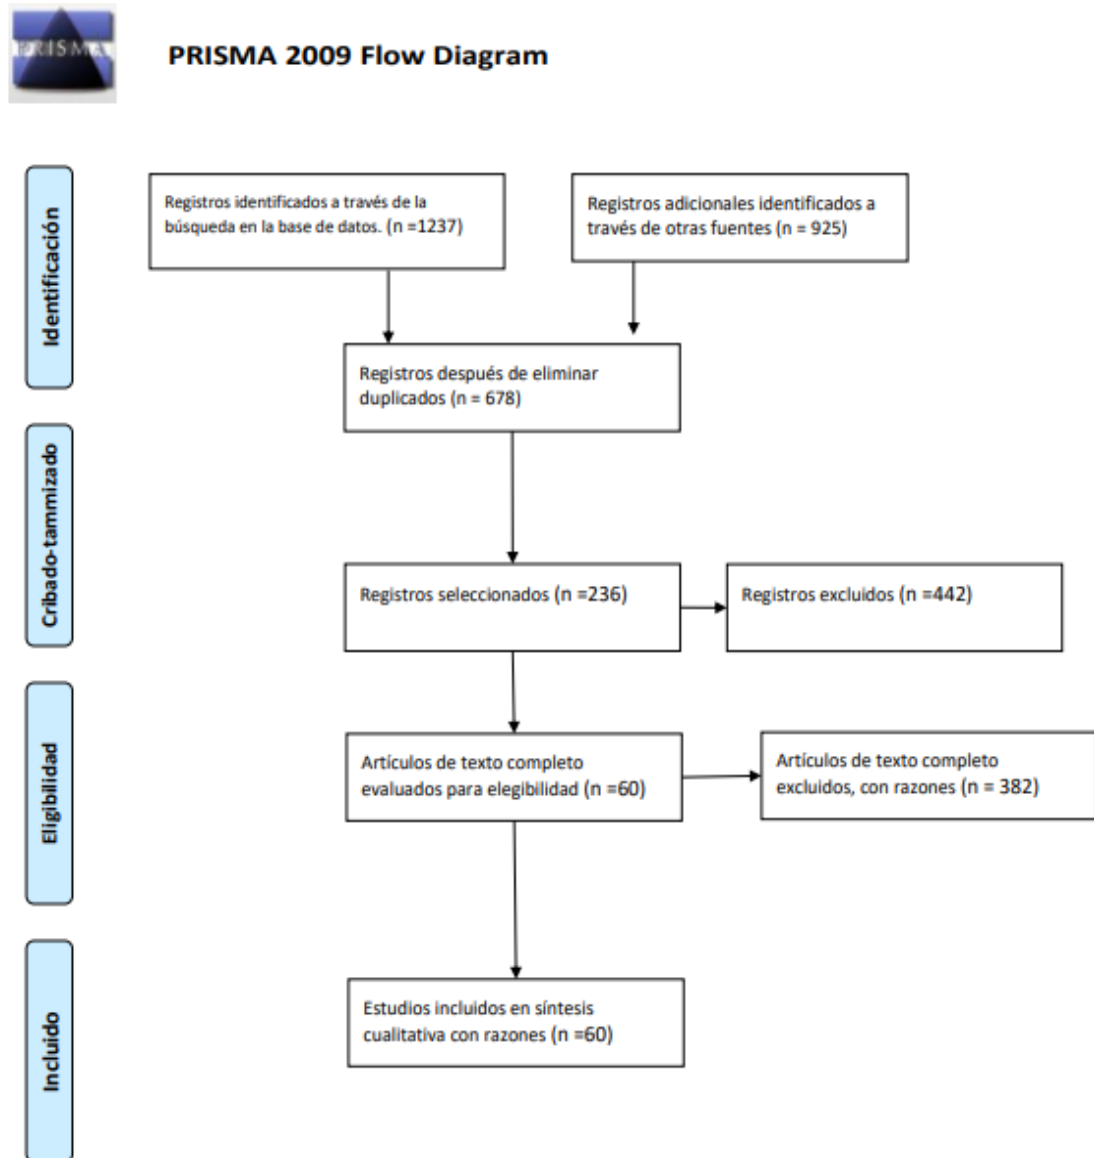 PRISMA
PRISMA 2009 Flow Diagram
Identificación
Registros identificados a través de la
búsqueda en la base de datos. (n =1237)
Registros adicionales identificados a
través de otras fuentes (n = 925)
Registros después de eliminar
duplicados (n = 678)
Cribado-tammizado
Registros seleccionados (n =236)
Registros excluidos (n =442)
Eligibilidad
Artículos de texto completo
evaluados para elegibilidad (n =60)
Artículos de texto completo
excluidos, con razones (n = 382)
Incluido
Estudios incluidos en síntesis
cualitativa con razones (n =60)